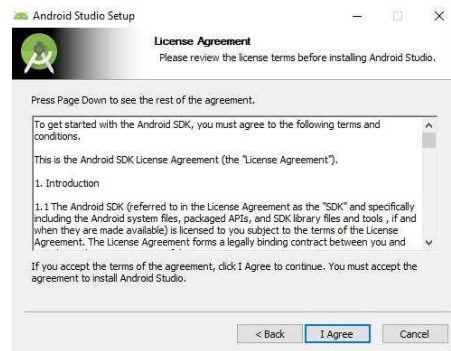 Android Studio Setup
License Agreement
Please review the license terms before installing Android Studio.
Press Page Down to see the rest of the agreement.
To get started with the Android SDK, you must agree to the following terms and
conditions.
This is the Android SDK License Agreement (the "License Agreement").
1. Introduction
1.1 The Android SDK (referred to in the License Agreement as the "SDK" and specifically
including the Android system files, packaged APIs, and SDK library files and tools , if and
when they are made available) is licensed to you subject to the terms of the License
Agreement. The License Agreement forms a legally binding contract between you and
If you accept the terms of the agreement, click I Agree to continue. You must accept the
agreement to install Android Studio.
< Back I Agree Cancel